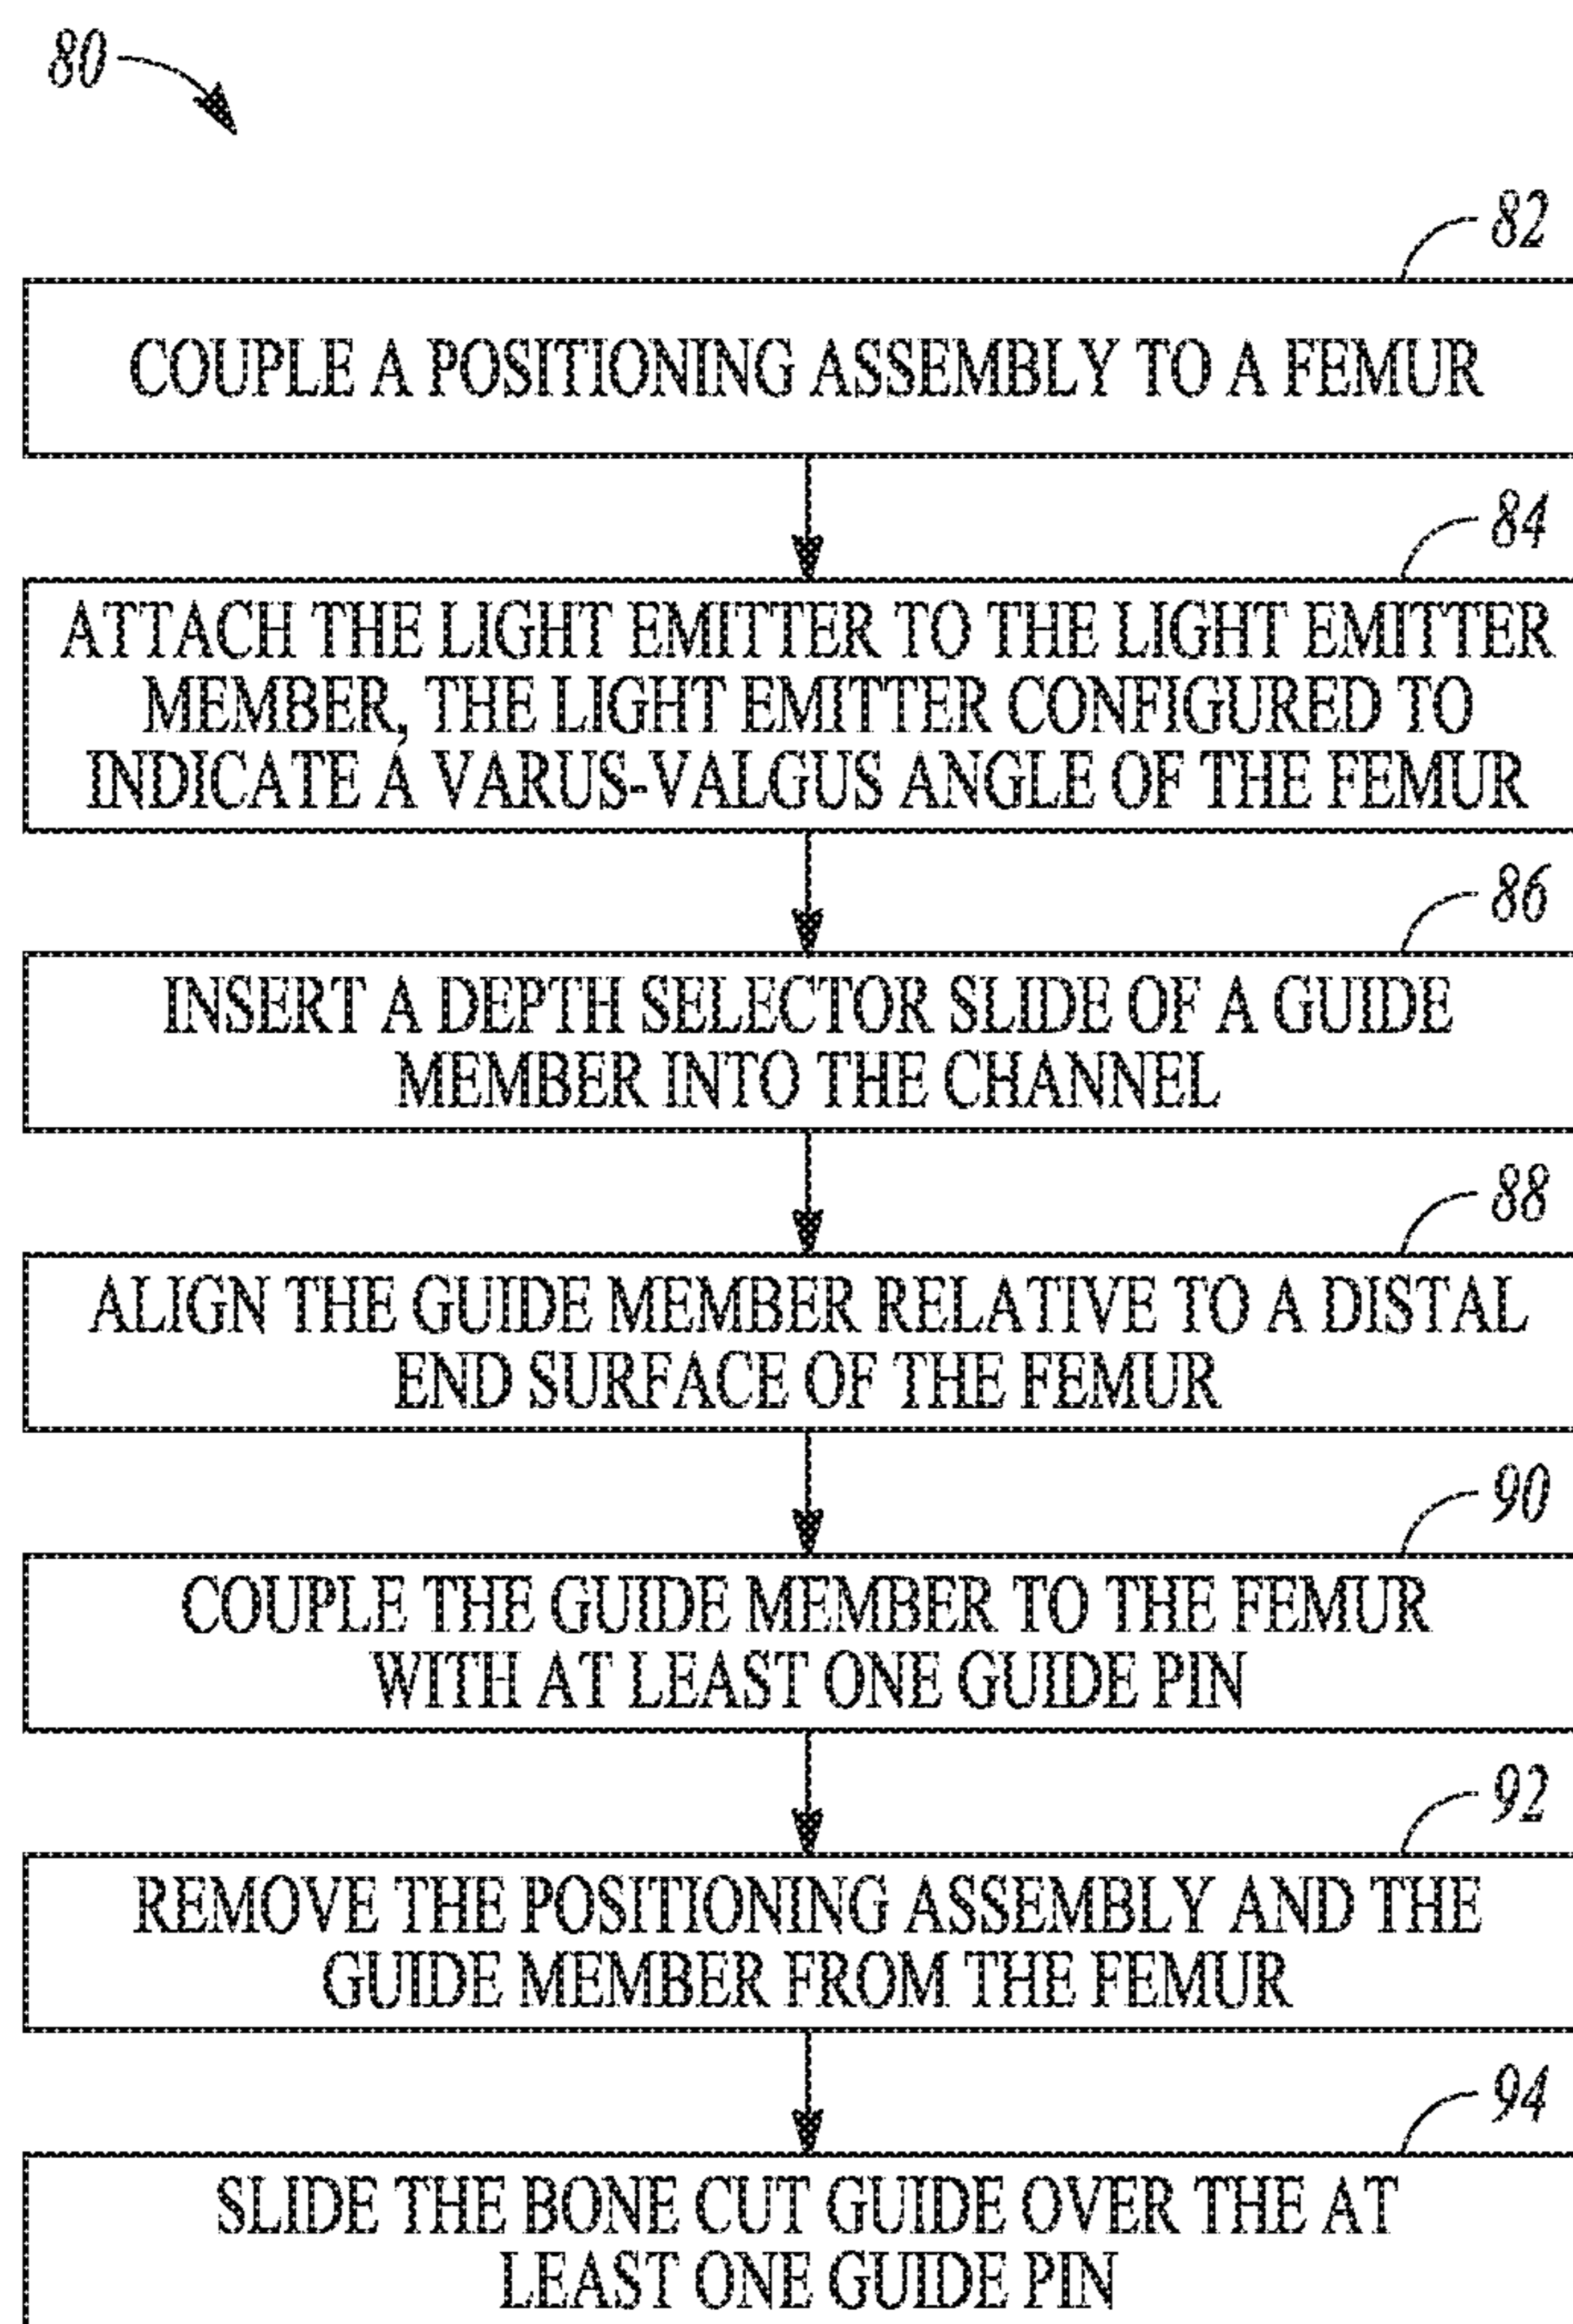 80
82
COUPLE A POSITIONING ASSEMBLY TO A FEMUR
84
ATTACH THE LIGHT EMITTER TO THE LIGHT EMITTER
MEMBER, THE LIGHT EMITTER CONFIGURED TO
INDICATE A VARUS-VALGUS ANGLE OF THE FEMUR
86
INSERT A DEPTH SELECTOR SLIDE OF A GUIDE
MEMBER INTO THE CHANNEL
88
ALIGN THE GUIDE MEMBER RELATIVE TO A DISTAL
END SURFACE OF THE FEMUR
90
COUPLE THE GUIDE MEMBER TO THE FEMUR
WITH AT LEAST ONE GUIDE PIN
92
REMOVE THE POSITIONING ASSEMBLY AND THE
GUIDE MEMBER FROM THE FEMUR
94
SLIDE THE BONE CUT GUIDE OVER THE AT
LEAST ONE GUIDE PIN